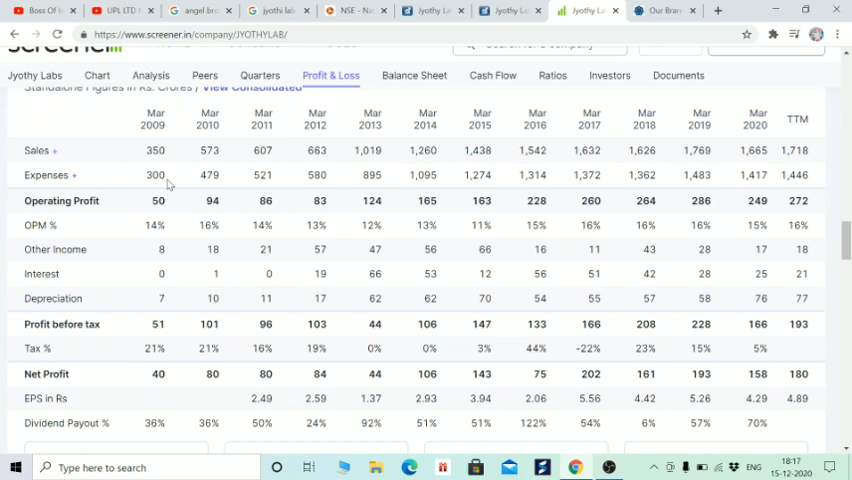 Boss Of b
UPL LTD
angel bro
jyothi lab
NSE - Na
Jyothy Lab
Jyothy Lab
Jyothy Lab
Our Bran
https://www.screener.in/company/JYOTHYLAB/
screener.in
Jyothy Labs Chart Analysis Peers Quarters Profit & Loss Balance Sheet Cash Flow Ratios Investors Documents
Standalone Figures in Rs. Crores / View Consolidated
Mar 2009 Mar 2010 Mar 2011 Mar 2012 Mar 2013 Mar 2014 Mar 2015 Mar 2016 Mar 2017 Mar 2018 Mar 2019 Mar 2020 TTM
Sales + 350 573 607 663 1,019 1,260 1,438 1,542 1,632 1,626 1,769 1,665 1,718
Expenses + 300 479 521 580 895 1,095 1,274 1,314 1,372 1,362 1,483 1,417 1,446
Operating Profit 50 94 86 83 124 165 163 228 260 264 286 249 272
OPM % 14% 16% 14% 13% 12% 13% 11% 15% 16% 16% 16% 15% 16%
Other Income 8 18 21 57 47 56 66 16 11 43 28 17 18
Interest 0 1 0 19 66 53 12 56 51 42 28 25 21
Depreciation 7 10 11 17 62 62 70 54 55 57 58 76 77
Profit before tax 51 101 96 103 44 106 147 133 166 208 228 166 193
Tax % 21% 21% 16% 19% 0% 0% 3% 44% -22% 23% 15% 5%
Net Profit 40 80 80 84 44 106 143 75 202 161 193 158 180
EPS in Rs 2.49 2.59 1.37 2.93 3.94 2.06 5.56 4.42 5.26 4.29 4.89
Dividend Payout % 36% 36% 50% 24% 92% 51% 51% 122% 54% 6% 57% 70%
Type here to search
ENG
18:17
15-12-2020